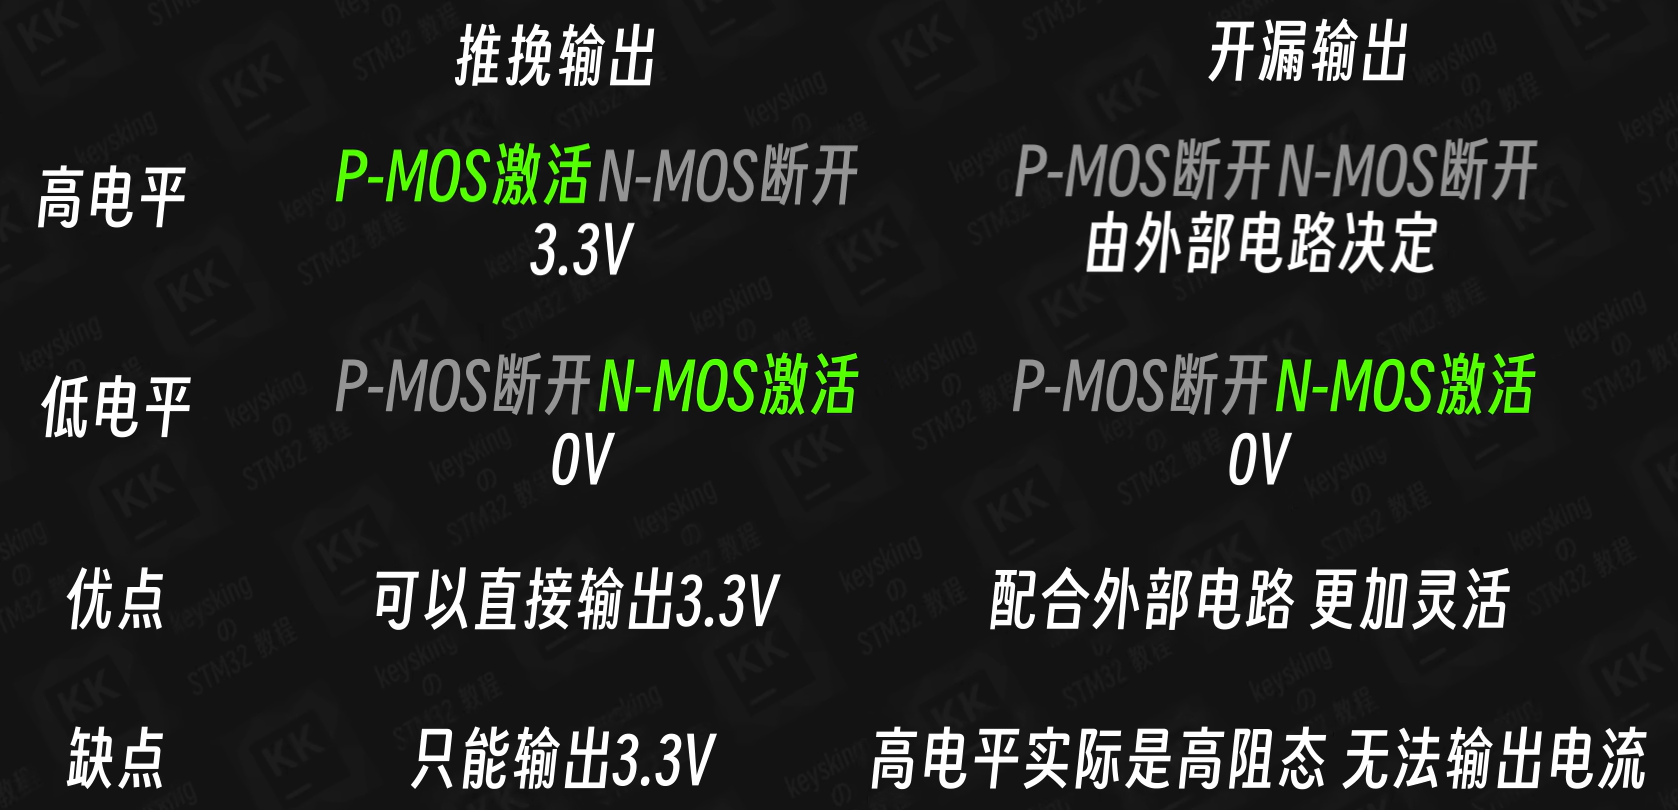 推挽输出 开漏输出
高电平 P-MOS激活 N-MOS断开 P-MOS断开 N-MOS断开
3.3V 由外部电路决定
低电平 P-MOS断开 N-MOS激活 P-MOS断开 N-MOS激活
0V 0V
优点 可以直接输出3.3V 配合外部电路 更加灵活
缺点 只能输出3.3V 高电平实际是高阻态 无法输出电流
KK
keysking
の
STM32 教程